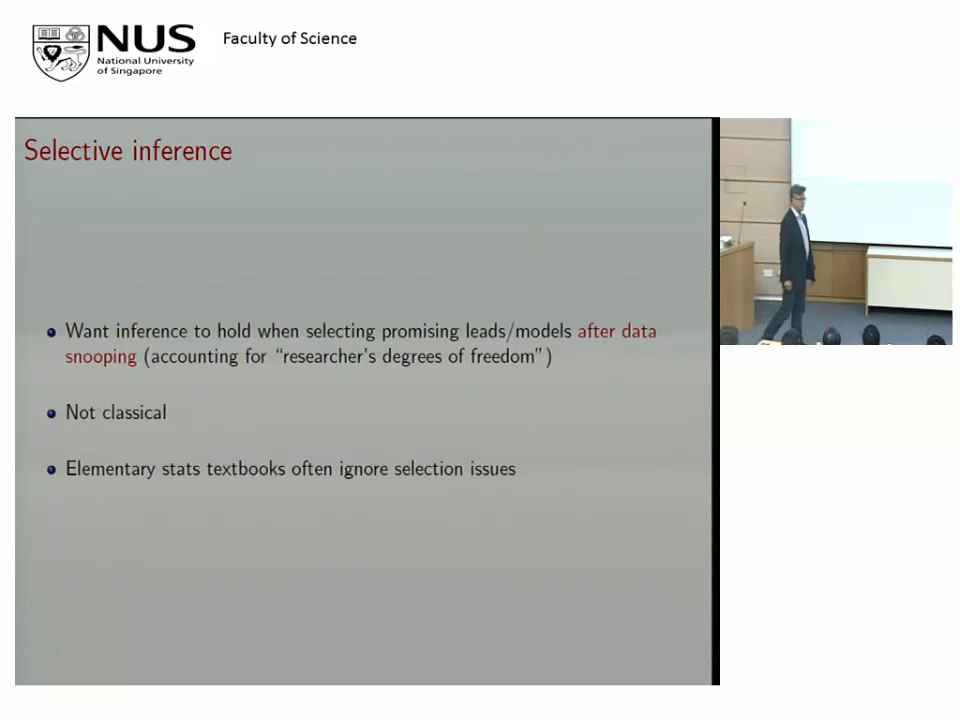 NUS
National University
of Singapore
Faculty of Science
Selective inference
Want inference to hold when selecting promising leads/models after data
snooping (accounting for “researcher's degrees of freedom”)
Not classical
Elementary stats textbooks often ignore selection issues